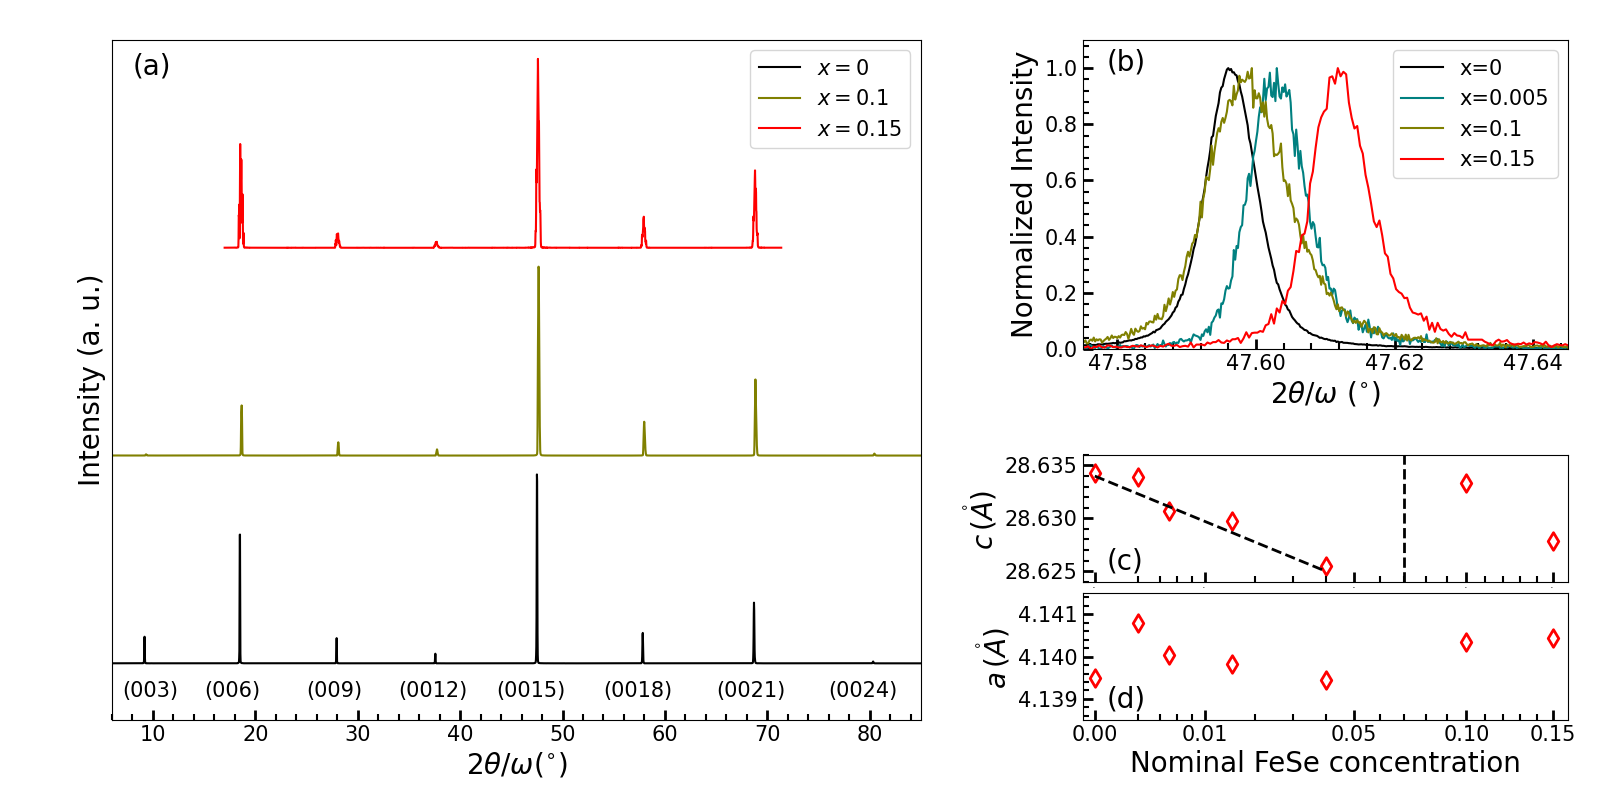 (a)
x = 0
x = 0.1
x = 0.15
Intensity (a. u.)
(003) (006) (009) (0012) (0015) (0018) (0021) (0024)
10 20 30 40 50 60 70 80
2θ/ω(°)
(b)
x=0
x=0.005
x=0.1
x=0.15
Normalized Intensity
1.0
0.8
0.6
0.4
0.2
0.0
47.58 47.60 47.62 47.64
2θ/ω (°)
28.635
28.630
28.625
c (Å)
(c)
4.141
4.140
4.139
a (Å)
(d)
0.00 0.01 0.05 0.10 0.15
Nominal FeSe concentration